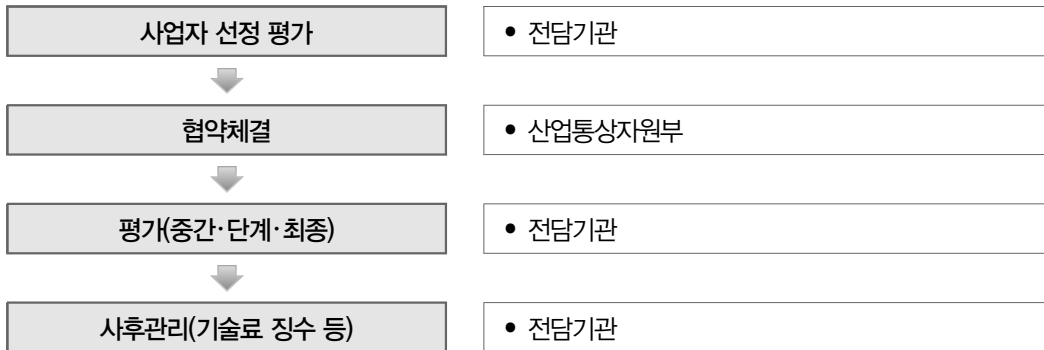 사업자 선정 평가
• 전담기관
협약체결
• 산업통상자원부
평가(중간·단계·최종)
• 전담기관
사후관리(기술료 징수 등)
• 전담기관